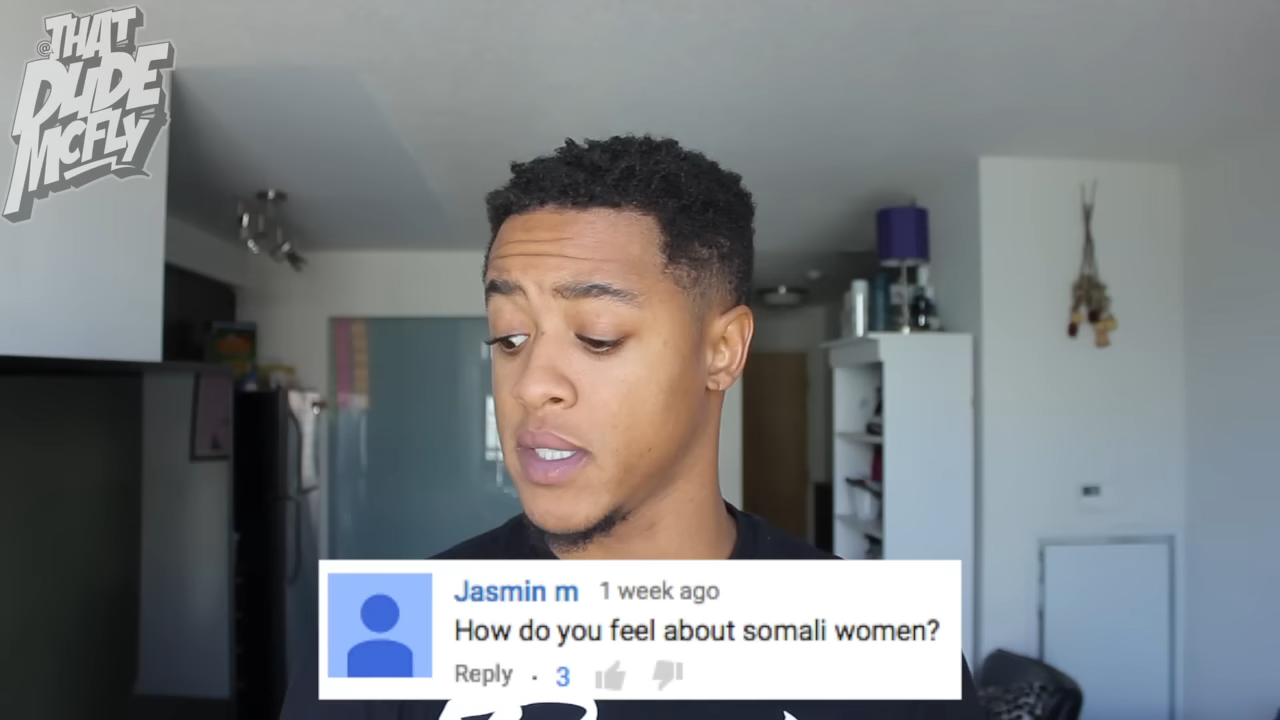 @THAT
DUDE
MCFLY
Jasmin m 1 week ago
How do you feel about somali women?
Reply · 3